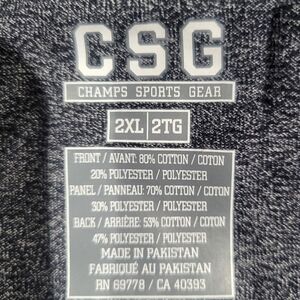 CSG
CHAMPS SPORTS GEAR
2XL 2TG
FRONT / AVANT: 80% COTTON / COTON
20% POLYESTER / POLYESTER
PANEL / PANNEAU: 70% COTTON / COTON
30% POLYESTER / POLYESTER
BACK / ARRIÈRE: 53% COTTON / COTON
47% POLYESTER / POLYESTER
MADE IN PAKISTAN
FABRIQUÉ AU PAKISTAN
RN 69778 / CA 40393